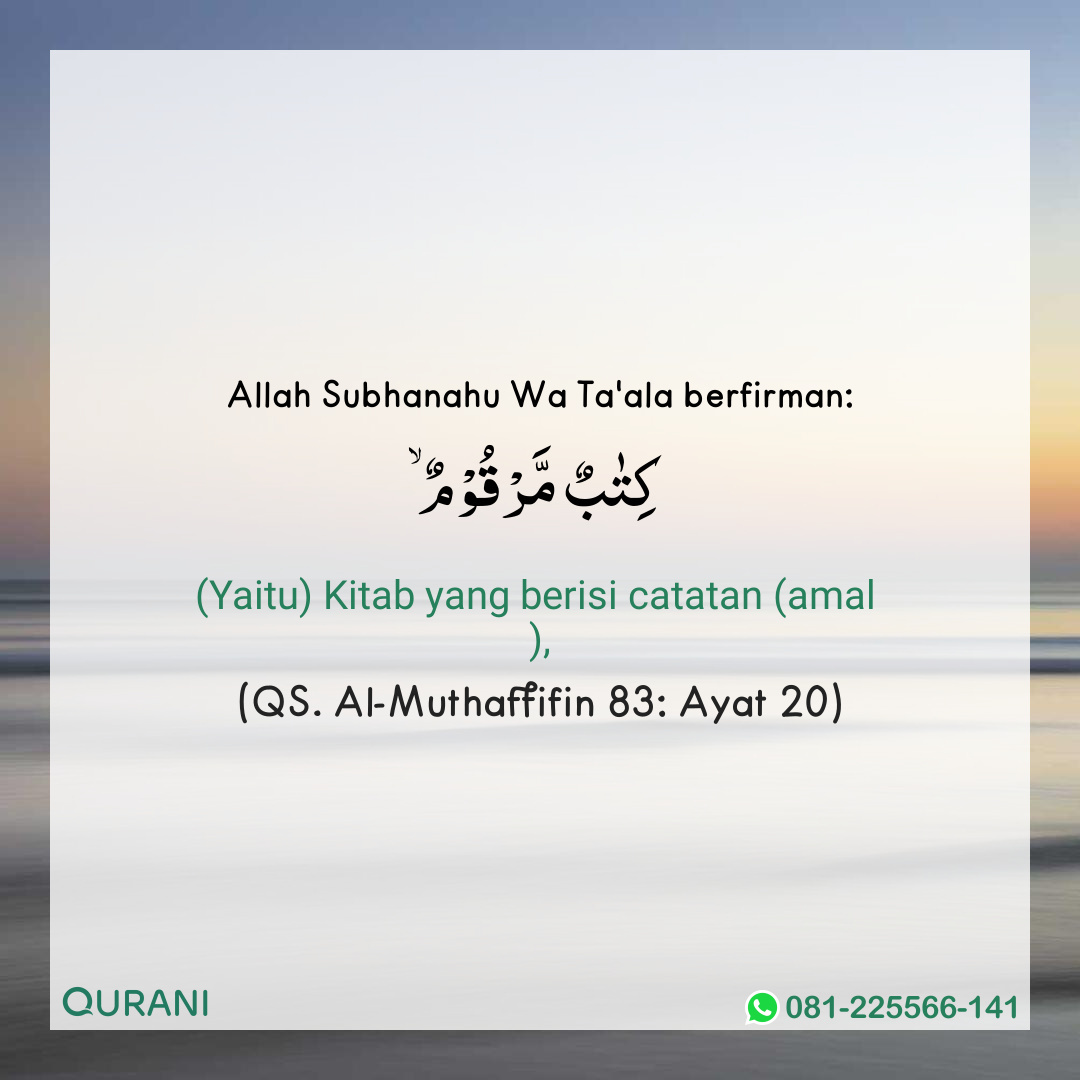 Allah Subhanahu Wa Ta'ala berfirman:
كِتٰبٌ مَّرْقُوْمٌۙ
(Yaitu) Kitab yang berisi catatan (amal
),
(QS. Al-Muthaffifin 83: Ayat 20)
QURANI
081-225566-141